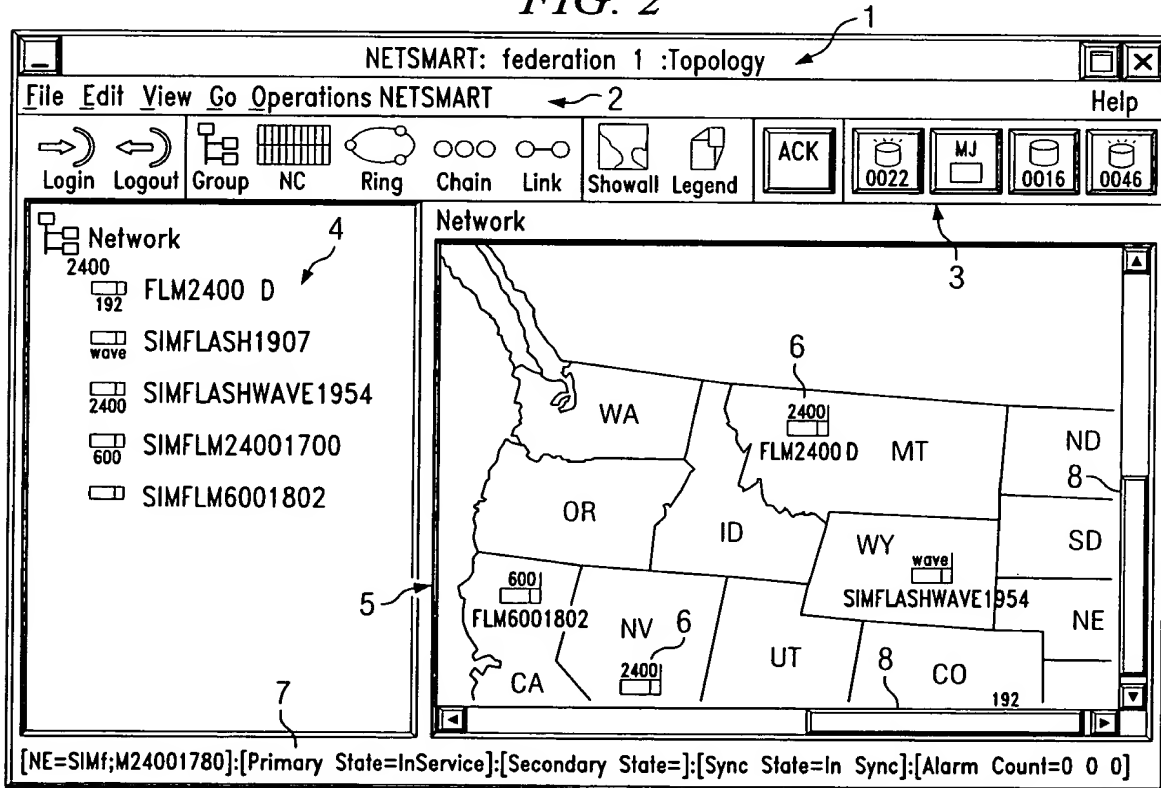 FIG. 2
1
NETSMART: federation 1 :Topology
File Edit View Go Operations NETSMART
2
Help
Login Logout Group NC Ring Chain Link Showall Legend
ACK
0022
MJ
0016
0046
3
Network
2400
4
FLM2400 D
192
SIMFLASH1907
wave
SIMFLASHWAVE1954
2400
SIMFLM24001700
600
SIMFLM6001802
Network
6
2400
FLM2400 D
WA
MT
ND
8
OR
ID
WY
wave
SIMFLASHWAVE1954
SD
5
600
FLM6001802
NV
6
2400
NE
CA
UT
8
CO
192
7
[NE=SIMf;M24001780]:[Primary State=InService]:[Secondary State=]:[Sync State=In Sync]:[Alarm Count=0 0 0]